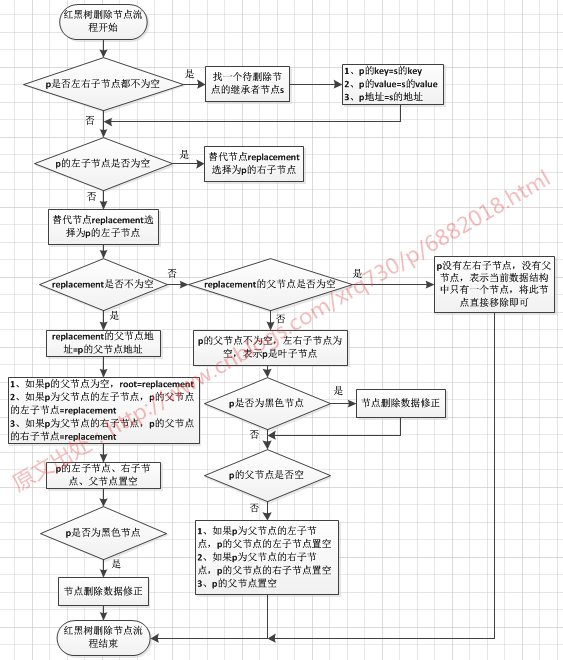 红黑树删除节点流
程开始
p是否左右子节点都不为空
是
找一个待删除节
点的继承者节点s
1、p的key=s的key
2、p的value=s的value
3、p地址=s的地址
否
p的左子节点是否为空
是
替代节点replacement
选择为p的右子节点
否
替代节点replacement选
择为p的左子节点
replacement是否不为空
否
replacement的父节点是否为空
是
p没有左右子节点，没有父
节点，表示当前数据结构
中只有一个节点，将此节
点直接移除即可
是
replacement的父节点地
址=p的父节点地址
否
p的父节点不为空，左右子节点为
空，表示p是叶子节点
1、如果p的父节点为空，root=replacement
2、如果p为父节点的左子节点，p的父节点
的左子节点=replacement
3、如果p为父节点的右子节点，p的父节点
的右子节点=replacement
p是否为黑色节点
是
节点删除数据修正
否
p的左子节点、右子节
点、父节点置空
p的父节点是否空
否
p是否为黑色节点
是
1、如果p为父节点的左子节
点，p的父节点的左子节点置空
2、如果p为父节点的右子节
点，p的父节点的右子节点置空
3、p的父节点置空
节点删除数据修正
红黑树删除节点流
程结束
原文出处：http://www.cnblogs.com/xrq730/p/6882018.html